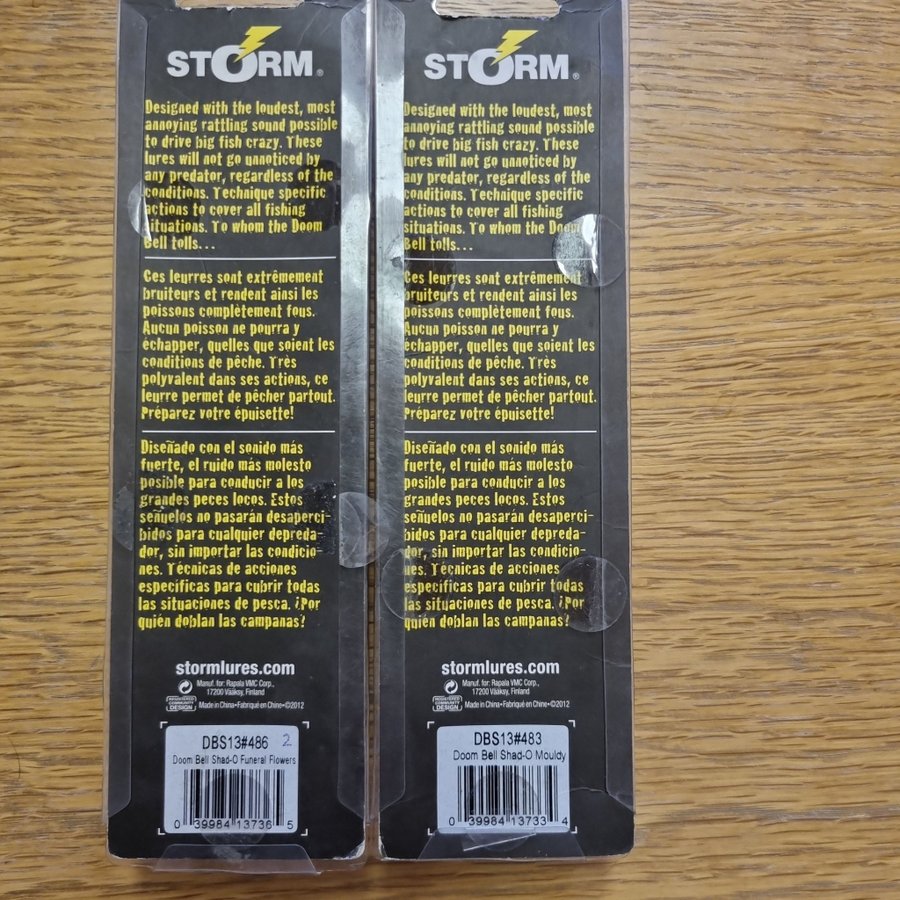 STORM®
Designed with the loudest, most
annoying rattling sound possible
to drive big fish crazy. These
lures will not go unnoticed by
any predator, regardless of the
conditions. Technique specific
actions to cover all fishing
situations. To whom the Doom
Bell tolls...
Ces leurres sont extrêmement
bruiteurs et rendent ainsi les
poissons complètement fous.
Aucun poisson ne pourra y
échapper, quelles que soient les
conditions de pêche. Très
polyvalent dans ses actions, ce
leurre permet de pêcher partout.
Préparez votre épuisette!
Diseñado con el sonido más
fuerte, el ruido más molesto
posible para conducir a los
grandes peces locos. Estos
señuelos no pasarán desaperci-
bidos para cualquier depreda-
dor, sin importar las condicio-
nes. Técnicas de acciones
específicas para cubrir todas
las situaciones de pesca. ¿Por
quién doblan las campanas?
stormlures.com
Manuf. for: Rapala VMC Corp.,
17200 Vääksy, Finland
REGISTERED
COMMUNITY
DESIGN
Made in China•Fabriqué en Chine•©2012
DBS13#486 2
Doom Bell Shad-O Funeral Flowers
0 39984 13736 5
STORM®
Designed with the loudest, most
annoying rattling sound possible
to drive big fish crazy. These
lures will not go unnoticed by
any predator, regardless of the
conditions. Technique specific
actions to cover all fishing
situations. To whom the Doom
Bell tolls...
Ces leurres sont extrêmement
bruiteurs et rendent ainsi les
poissons complètement fous.
Aucun poisson ne pourra y
échapper, quelles que soient les
conditions de pêche. Très
polyvalent dans ses actions, ce
leurre permet de pêcher partout.
Préparez votre épuisette!
Diseñado con el sonido más
fuerte, el ruido más molesto
posible para conducir a los
grandes peces locos. Estos
señuelos no pasarán desaperci-
bidos para cualquier depreda-
dor, sin importar las condicio-
nes. Técnicas de acciones
específicas para cubrir todas
las situaciones de pesca. ¿Por
quién doblan las campanas?
stormlures.com
Manuf. for: Rapala VMC Corp.,
17200 Vääksy, Finland
REGISTERED
COMMUNITY
DESIGN
Made in China•Fabriqué en Chine•©2012
DBS13#483
Doom Bell Shad-O Mouldy
0 39984 13733 4